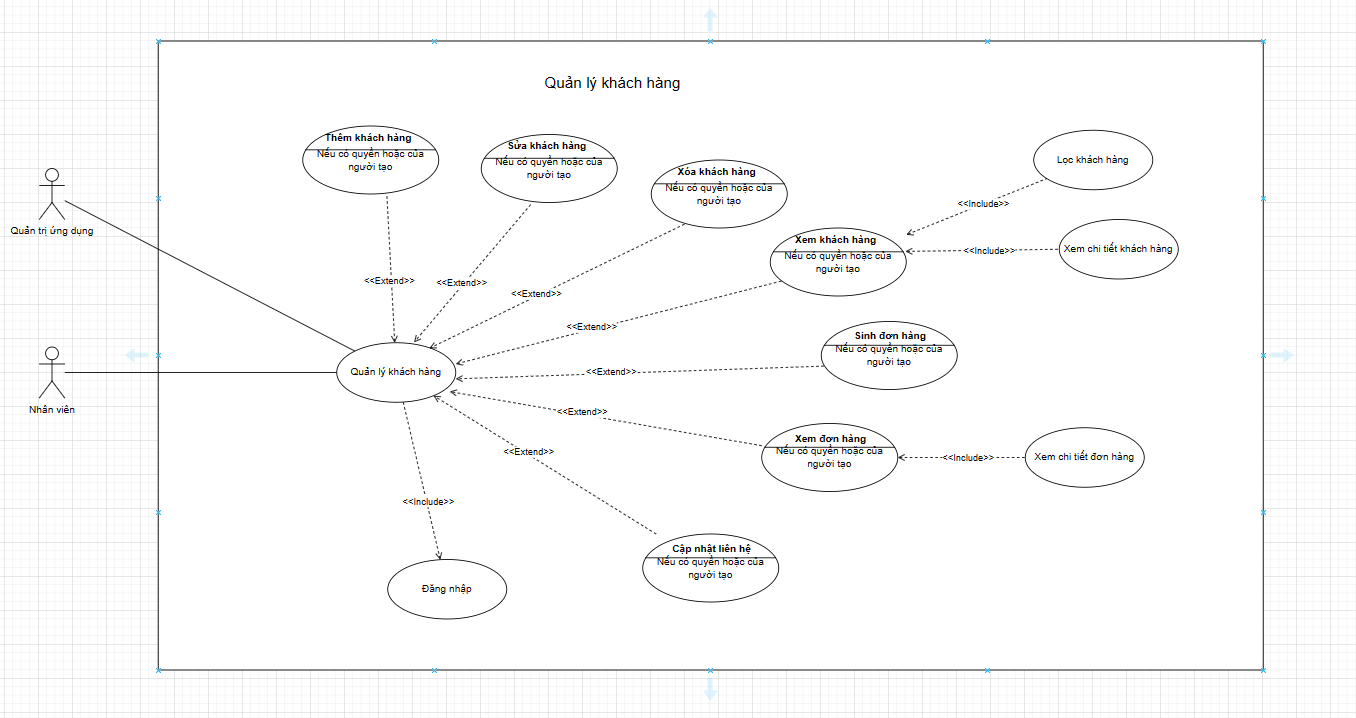 Quản lý khách hàng
Thêm khách hàng
Nếu có quyền hoặc của
người tạo
Sửa khách hàng
Nếu có quyền hoặc của
người tạo
Xóa khách hàng
Nếu có quyền hoặc của
người tạo
Lọc khách hàng
<<Include>>
Quản trị ứng dụng
Xem khách hàng
Nếu có quyền hoặc của
người tạo
<<Include>>
Xem chi tiết khách hàng
<<Extend>>
<<Extend>>
<<Extend>>
<<Extend>>
Sinh đơn hàng
Nếu có quyền hoặc của
người tạo
Quản lý khách hàng
<<Extend>>
Nhân viên
<<Extend>>
Xem đơn hàng
Nếu có quyền hoặc của
người tạo
<<Include>>
Xem chi tiết đơn hàng
<<Extend>>
<<Include>>
Cập nhật liên hệ
Nếu có quyền hoặc của
người tạo
Đăng nhập